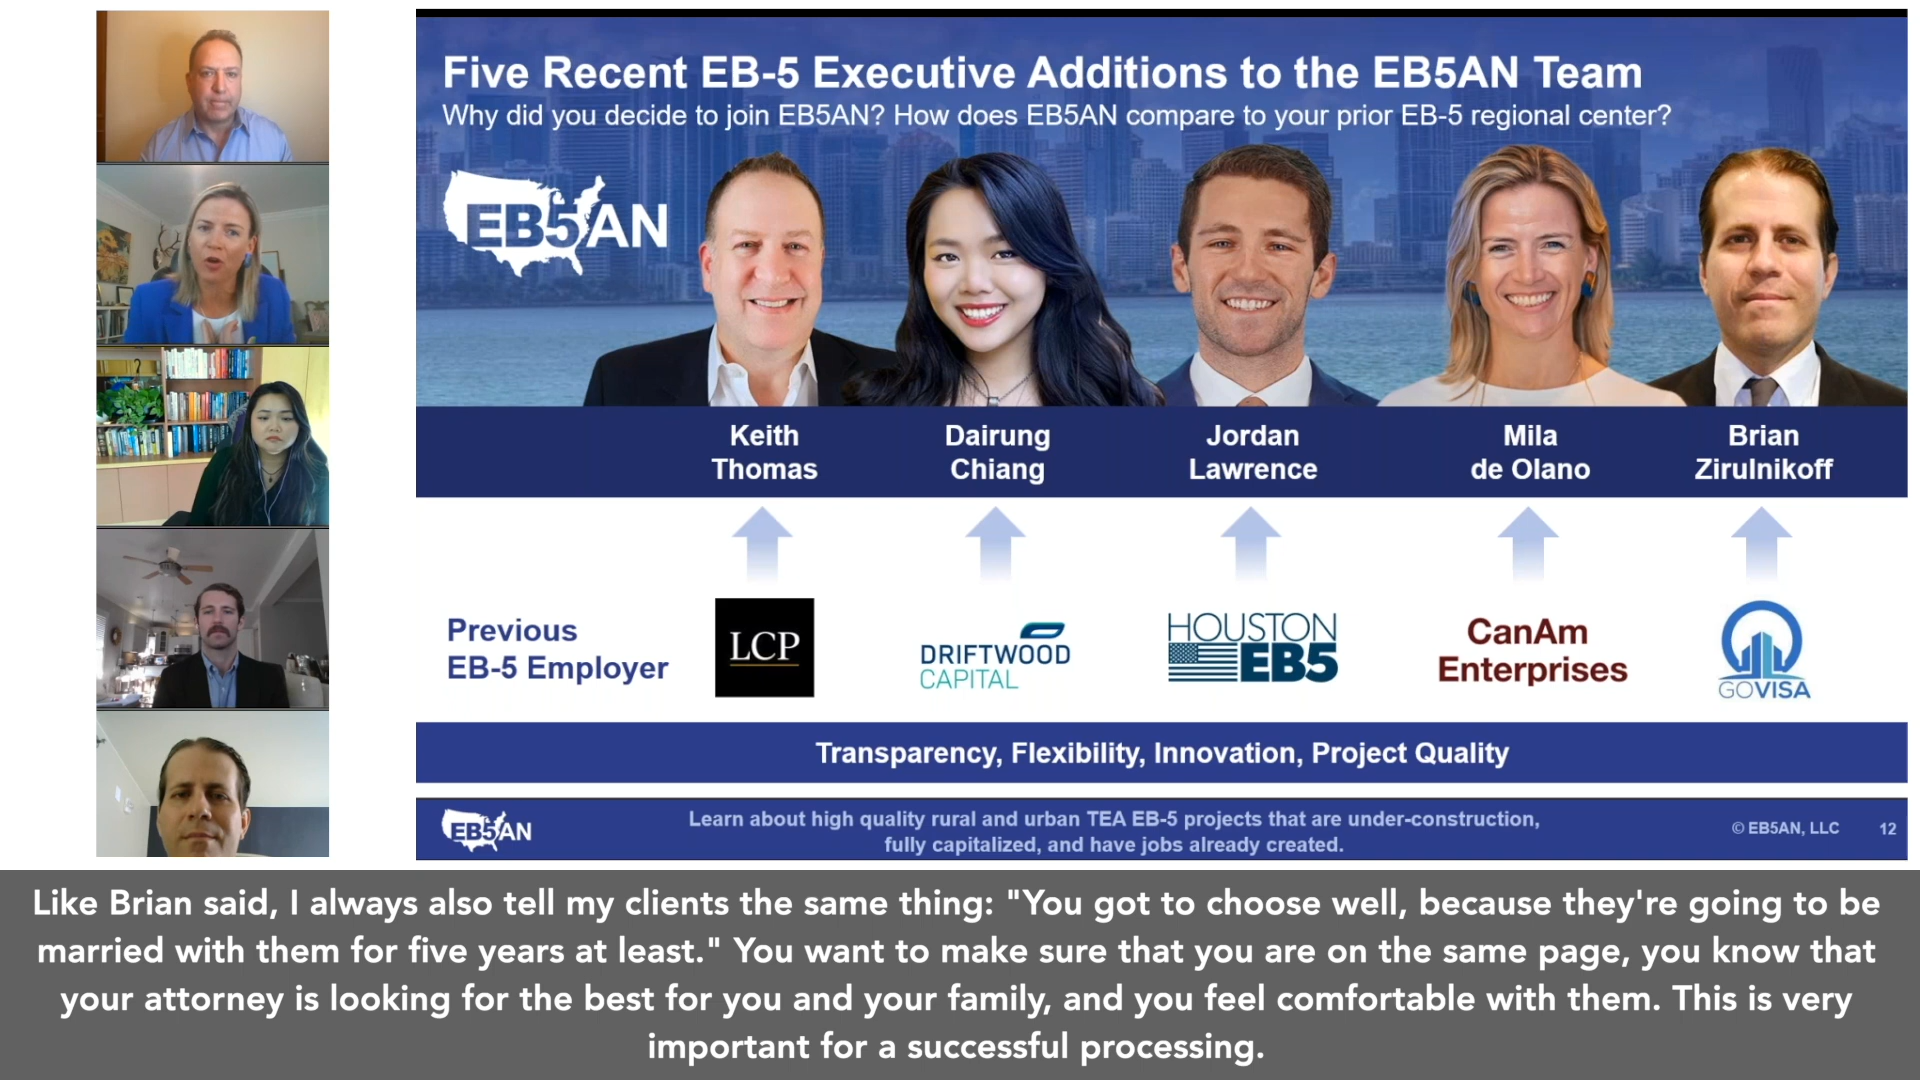 Five Recent EB-5 Executive Additions to the EB5AN Team
Why did you decide to join EB5AN? How does EB5AN compare to your prior EB-5 regional center?
EB5AN
Keith Thomas
Dairung Chiang
Jordan Lawrence
Mila de Olano
Brian Zirulnikoff
Previous
EB-5 Employer
LCP
DRIFTWOOD
CAPITAL
HOUSTON
EB5
CanAm
Enterprises
GOVISA
Transparency, Flexibility, Innovation, Project Quality
EB5AN
Learn about high quality rural and urban TEA EB-5 projects that are under-construction,
fully capitalized, and have jobs already created.
© EB5AN, LLC 12
Like Brian said, I always also tell my clients the same thing: "You got to choose well, because they're going to be
married with them for five years at least." You want to make sure that you are on the same page, you know that
your attorney is looking for the best for you and your family, and you feel comfortable with them. This is very
important for a successful processing.